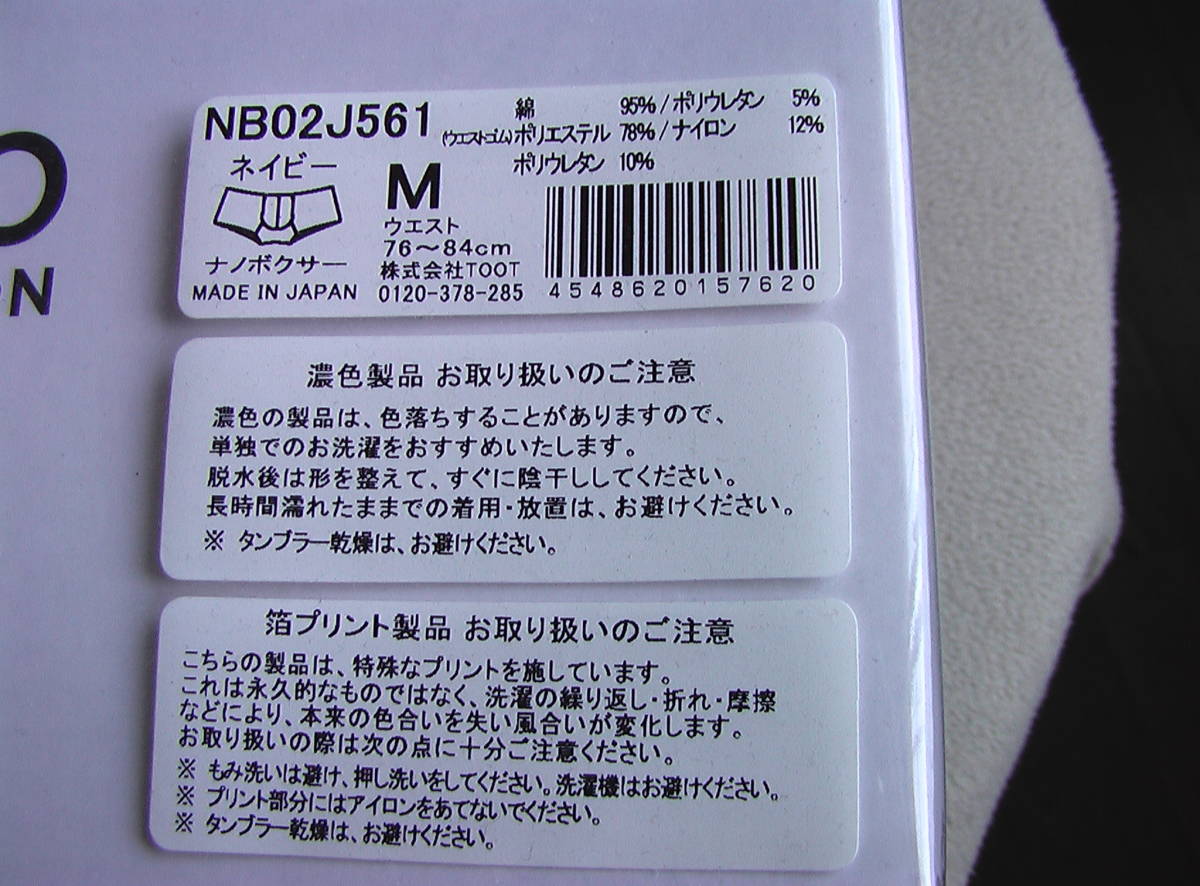 O
ON
NB02J561
綿 95% / ポリウレタン 5%
(ウエストゴム)ポリエステル 78% / ナイロン 12%
ポリウレタン 10%
ネイビー
M
ウエスト
76～84cm
ナノボクサー
株式会社TOOT
MADE IN JAPAN
0120-378-285
4548620157620
濃色製品 お取り扱いのご注意
濃色の製品は、色落ちすることがありますので、
単独でのお洗濯をおすすめいたします。
脱水後は形を整えて、すぐに陰干ししてください。
長時間濡れたままでの着用・放置は、お避けください。
※ タンブラー乾燥は、お避けください。
箔プリント製品 お取り扱いのご注意
こちらの製品は、特殊なプリントを施しています。
これは永久的なものではなく、洗濯の繰り返し・折れ・摩擦
などにより、本来の色合いを失い風合いが変化します。
お取り扱いの際は次の点に十分ご注意ください。
※ もみ洗いは避け、押し洗いをしてください。洗濯機はお避けください。
※ プリント部分にはアイロンをあてないでください。
※ タンブラー乾燥は、お避けください。